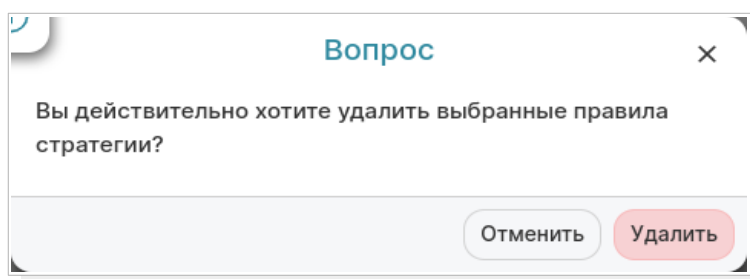 Вопрос
Вы действительно хотите удалить выбранные правила
стратегии?
Отменить
Удалить